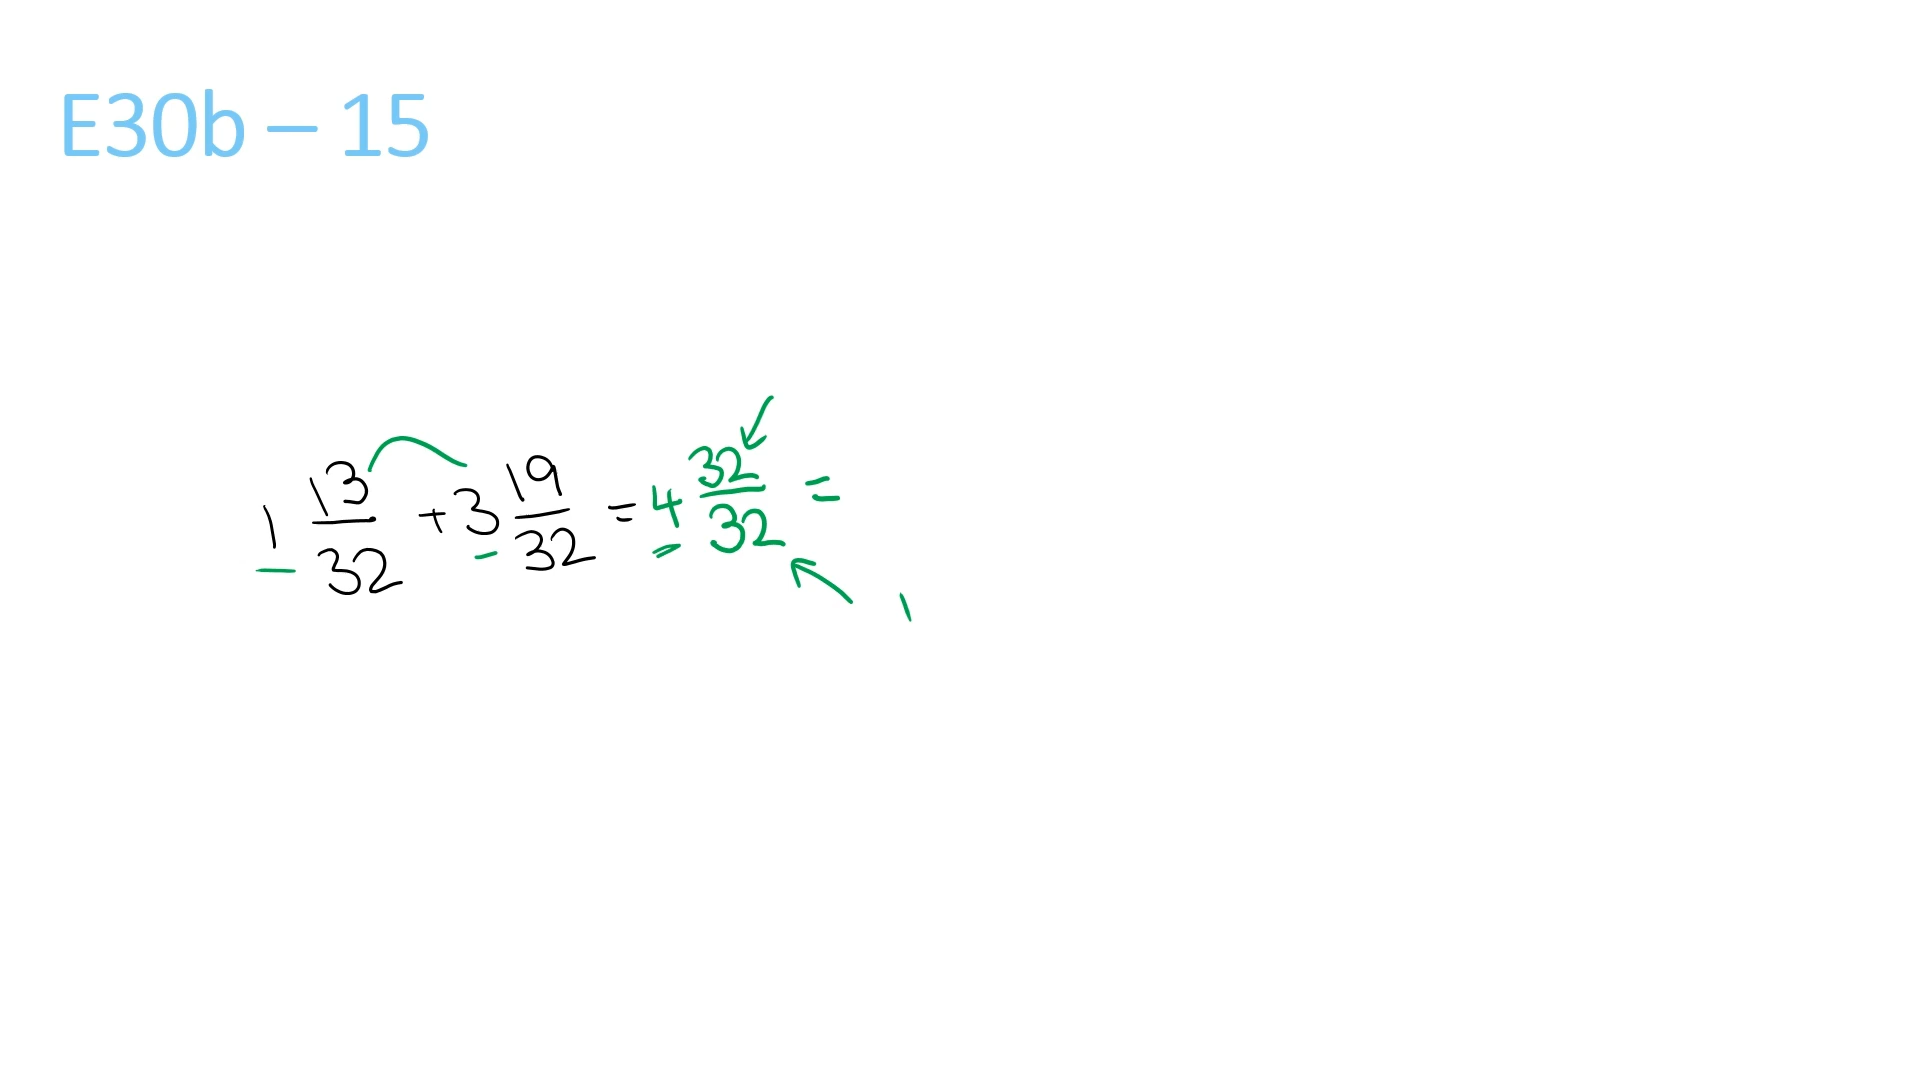 E30b – 15
1 13/32 + 3 19/32 = 4 32/32 =